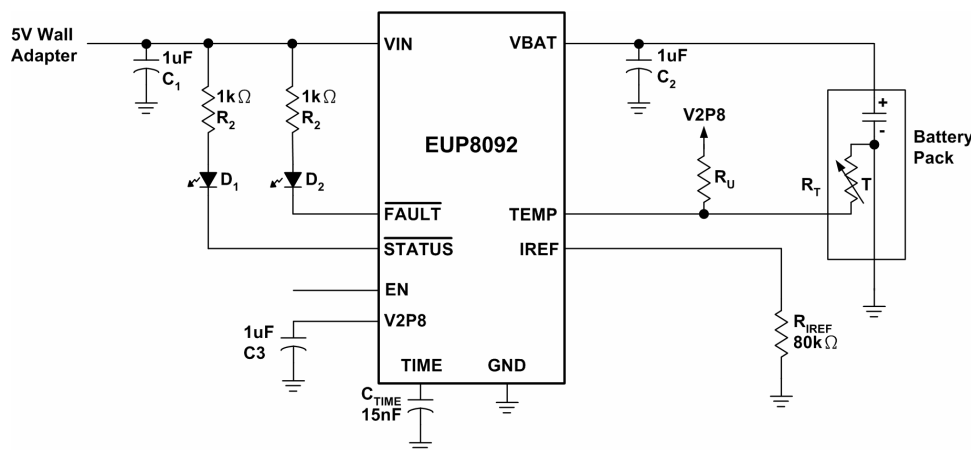 5V Wall
Adapter
1uF
C1
1kΩ
R2
1kΩ
R2
D1
D2
VIN
VBAT
EUP8092
FAULT
STATUS
EN
V2P8
TIME
GND
TEMP
IREF
1uF
C2
V2P8
RU
RT
T
+
-
Battery
Pack
RIREF
80kΩ
1uF
C3
CTIME
15nF